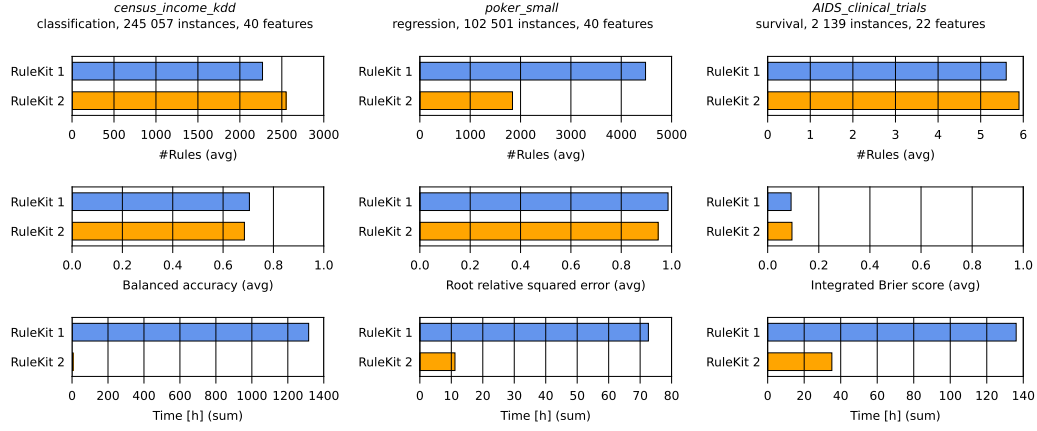 census_income_kdd
classification, 245 057 instances, 40 features
RuleKit 1
RuleKit 2
0 500 1000 1500 2000 2500 3000
#Rules (avg)
RuleKit 1
RuleKit 2
0.0 0.2 0.4 0.6 0.8 1.0
Balanced accuracy (avg)
RuleKit 1
RuleKit 2
0 200 400 600 800 1000 1200 1400
Time [h] (sum)
poker_small
regression, 102 501 instances, 40 features
RuleKit 1
RuleKit 2
0 1000 2000 3000 4000 5000
#Rules (avg)
RuleKit 1
RuleKit 2
0.0 0.2 0.4 0.6 0.8 1.0
Root relative squared error (avg)
RuleKit 1
RuleKit 2
0 10 20 30 40 50 60 70 80
Time [h] (sum)
AIDS_clinical_trials
survival, 2 139 instances, 22 features
RuleKit 1
RuleKit 2
0 1 2 3 4 5 6
#Rules (avg)
RuleKit 1
RuleKit 2
0.0 0.2 0.4 0.6 0.8 1.0
Integrated Brier score (avg)
RuleKit 1
RuleKit 2
0 20 40 60 80 100 120 140
Time [h] (sum)